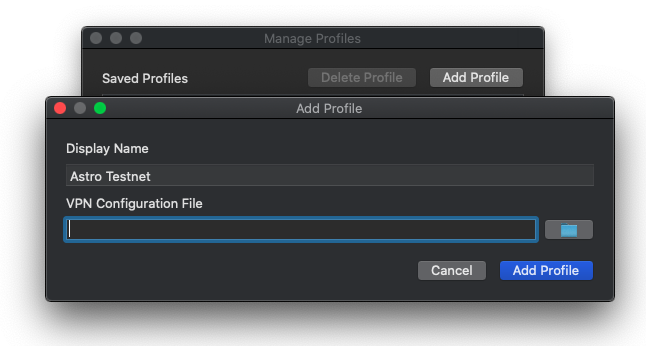 Manage Profiles
Saved Profiles Delete Profile Add Profile
Add Profile
Display Name
Astro Testnet
VPN Configuration File
Cancel Add Profile